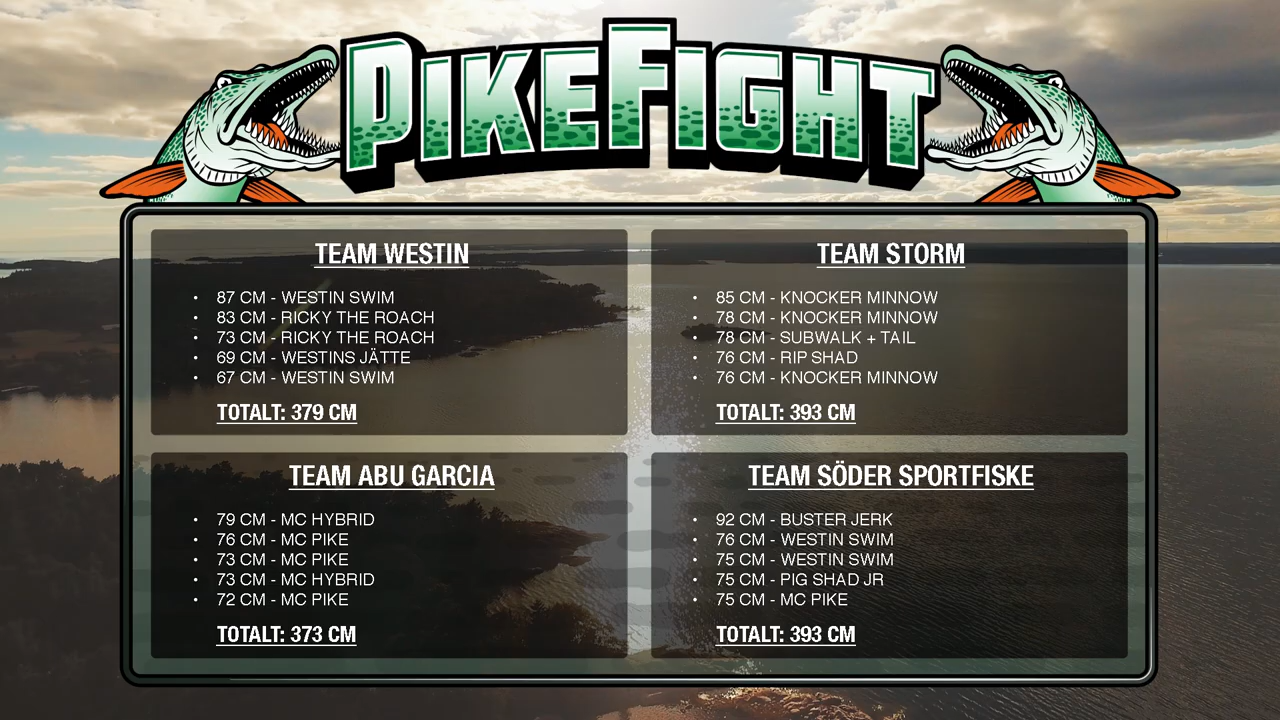 PIKEFIGHT
TEAM WESTIN
• 87 CM - WESTIN SWIM
• 83 CM - RICKY THE ROACH
• 73 CM - RICKY THE ROACH
• 69 CM - WESTINS JÄTTE
• 67 CM - WESTIN SWIM
TOTALT: 379 CM
TEAM STORM
• 85 CM - KNOCKER MINNOW
• 78 CM - KNOCKER MINNOW
• 78 CM - SUBWALK + TAIL
• 76 CM - RIP SHAD
• 76 CM - KNOCKER MINNOW
TOTALT: 393 CM
TEAM ABU GARCIA
• 79 CM - MC HYBRID
• 76 CM - MC PIKE
• 73 CM - MC PIKE
• 73 CM - MC HYBRID
• 72 CM - MC PIKE
TOTALT: 373 CM
TEAM SÖDER SPORTFISKE
• 92 CM - BUSTER JERK
• 76 CM - WESTIN SWIM
• 75 CM - WESTIN SWIM
• 75 CM - PIG SHAD JR
• 75 CM - MC PIKE
TOTALT: 393 CM